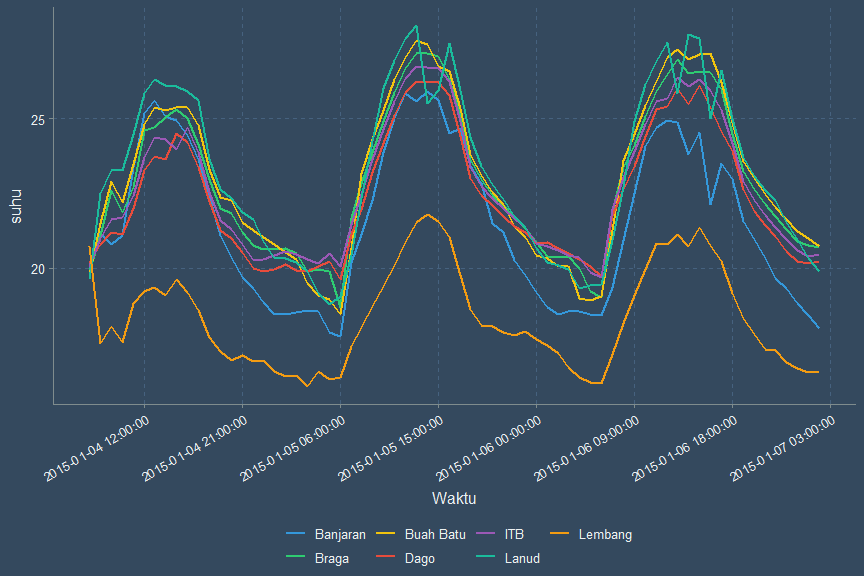 suhu
25
20
2015-01-04 12:00:00
2015-01-04 21:00:00
2015-01-05 06:00:00
2015-01-05 15:00:00
2015-01-06 00:00:00
2015-01-06 09:00:00
2015-01-06 18:00:00
2015-01-07 03:00:00
Waktu
Banjaran Buah Batu ITB Lembang
Braga Dago Lanud